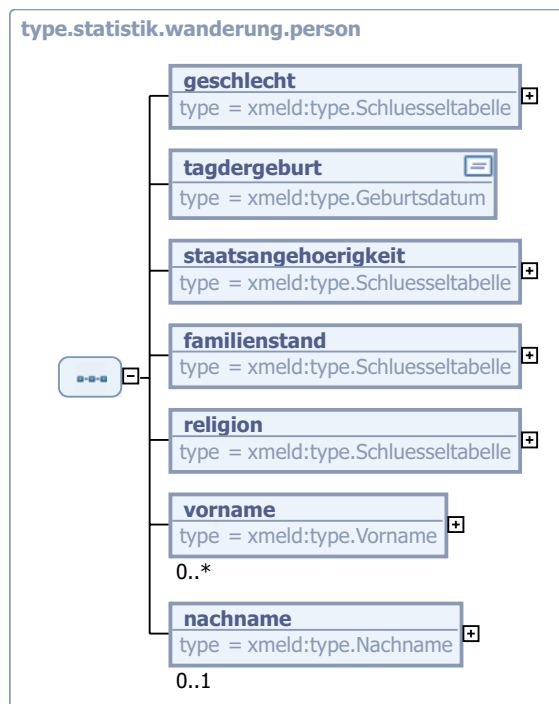 type.statistik.wanderung.person
geschlecht
type = xmeld:type.Schluesseltabelle
tagdergeburt
type = xmeld:type.Geburtsdatum
staatsangehoerigkeit
type = xmeld:type.Schluesseltabelle
familienstand
type = xmeld:type.Schluesseltabelle
religion
type = xmeld:type.Schluesseltabelle
vorname
type = xmeld:type.Vorname
0..*
nachname
type = xmeld:type.Nachname
0..1